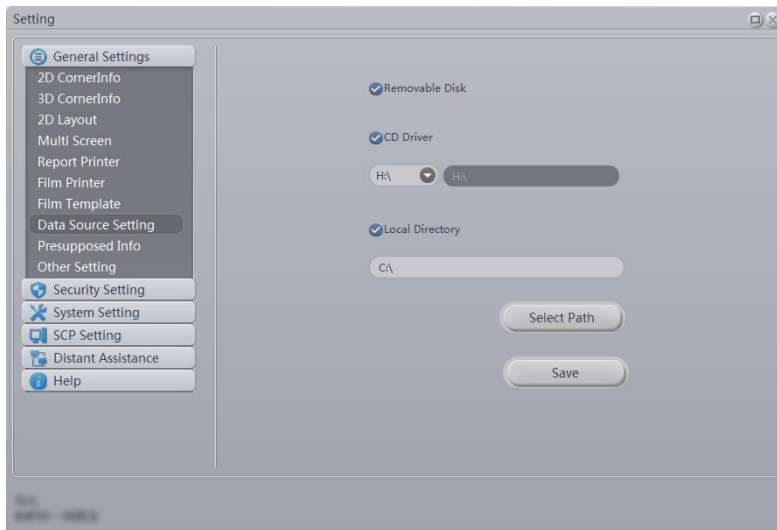 Setting
General Settings
2D CornerInfo
3D CornerInfo
2D Layout
Multi Screen
Report Printer
Film Printer
Film Template
Data Source Setting
Presupposed Info
Other Setting
Security Setting
System Setting
SCP Setting
Distant Assistance
Help
Removable Disk
CD Driver
H:\ H:\
Local Directory
C:\
Select Path
Save